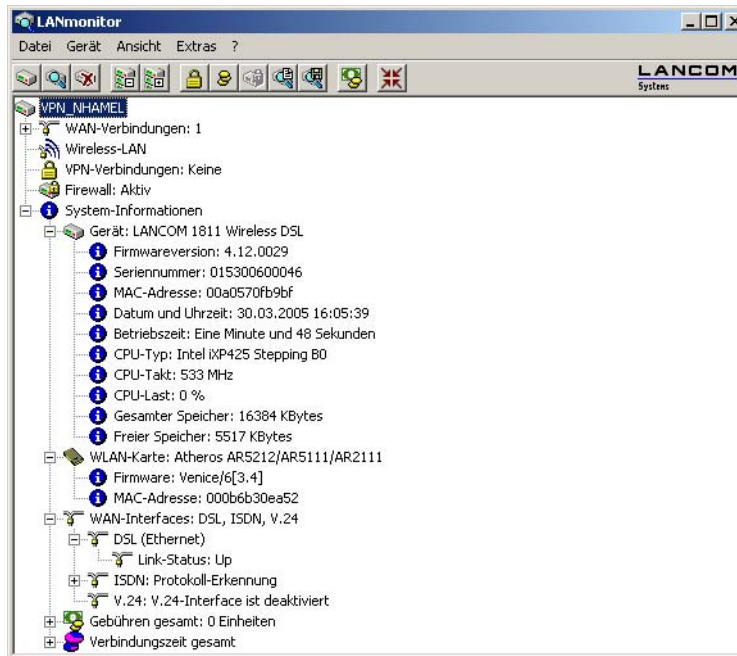 LANmonitor
Datei Gerät Ansicht Extras ?
LANCOM
Systems
VPN_NHAMEL
WAN-Verbindungen: 1
Wireless-LAN
VPN-Verbindungen: Keine
Firewall: Aktiv
System-Informationen
Gerät: LANCOM 1811 Wireless DSL
Firmwareversion: 4.12.0029
Seriennummer: 015300600046
MAC-Adresse: 00a0570fb9bf
Datum und Uhrzeit: 30.03.2005 16:05:39
Betriebszeit: Eine Minute und 48 Sekunden
CPU-Typ: Intel iXP425 Stepping B0
CPU-Takt: 533 MHz
CPU-Last: 0 %
Gesamter Speicher: 16384 KBytes
Freier Speicher: 5517 KBytes
WLAN-Karte: Atheros AR5212/AR5111/AR2111
Firmware: Venice/6[3.4]
MAC-Adresse: 000b6b30ea52
WAN-Interfaces: DSL, ISDN, V.24
DSL (Ethernet)
Link-Status: Up
ISDN: Protokoll-Erkennung
V.24: V.24-Interface ist deaktiviert
Gebühren gesamt: 0 Einheiten
Verbindungszeit gesamt